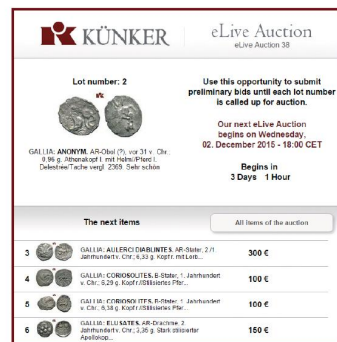 KÜNKER
eLive Auction
eLive Auction 38
Lot number: 2
GALLIA: ANONYM. AR-Obol (?), vor 31 v. Chr.;
0,96 g. Athenakopf l. mit Helm//Pferd l.
Delestrée/Tache vergl. 2369. Sehr schön
Use this opportunity to submit
preliminary bids until each lot number
is called up for auction.
Our next eLive Auction
begins on Wednesday,
02. December 2015 - 18:00 CET
Begins in
3 Days 1 Hour
The next items
All items of the auction
3 GALLIA: AULERCI DIABLINTES. AR-Stater, 2./1. 300 €
Jahrhundert v. Chr.; 6,33 g. Kopf r. mit Lorb...
4 GALLIA: CORIOSOLITES. B-Stater, 1. Jahrhundert 100 €
v. Chr.; 6,29 g. Kopf r.//Stilisiertes Pfer...
5 GALLIA: CORIOSOLITES. B-Stater, 1. Jahrhundert 100 €
v. Chr.; 6,38 g. Kopf r.//Stilisiertes Pfer...
6 GALLIA: ELUSATES. AR-Drachme, 2. 150 €
Jahrhundert v. Chr.; 3,35 g. Stark stilisierter
Apollokop...